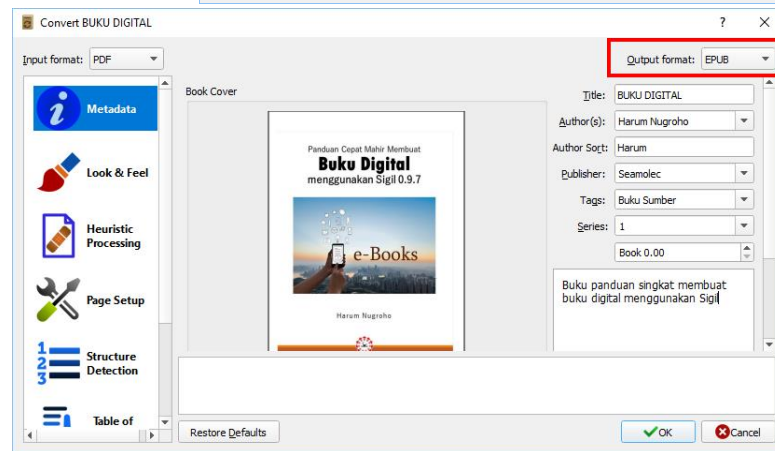 Convert BUKU DIGITAL
? X
Input format: PDF
Output format: EPUB
Metadata
Look & Feel
Heuristic
Processing
Page Setup
1
2
3
Structure
Detection
Table of
Book Cover
Panduan Cepat Mahir Membuat
Buku Digital
menggunakan Sigil 0.9.7
e-Books
Harum Nugroho
Title: BUKU DIGITAL
Author(s): Harum Nugroho
Author Sort: Harum
Publisher: Seamolec
Tags: Buku Sumber
Series: 1
Book 0.00
Buku panduan singkat membuat
buku digital menggunakan Sigil
Restore Defaults
OK
Cancel